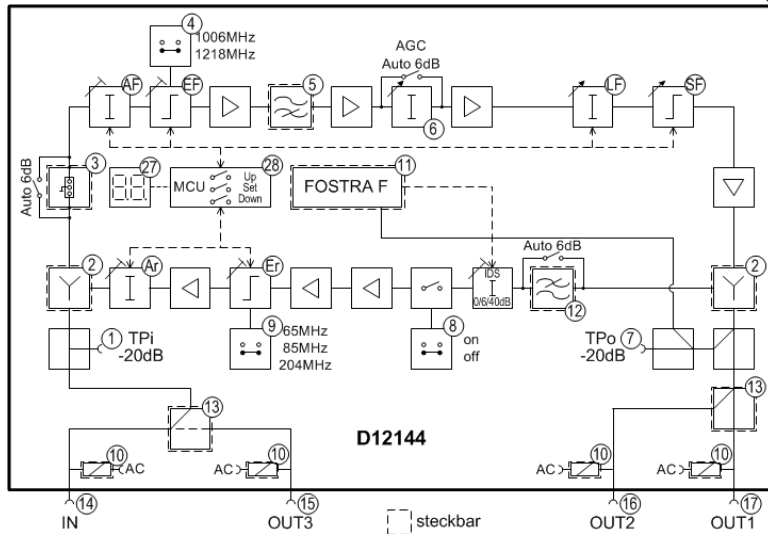 4
1006MHz
1218MHz
AGC
Auto 6dB
AF
EF
5
6
LF
SF
3
Auto 6dB
27
28
MCU
Up
Set
Down
11
FOSTRA F
2
Ar
Er
IDS
0/6/40dB
Auto 6dB
12
2
1
TPi
-20dB
9
65MHz
85MHz
204MHz
8
on
off
TPo
7
-20dB
13
13
D12144
10
AC
AC
10
AC
10
AC
10
14
IN
15
OUT3
steckbar
16
OUT2
17
OUT1